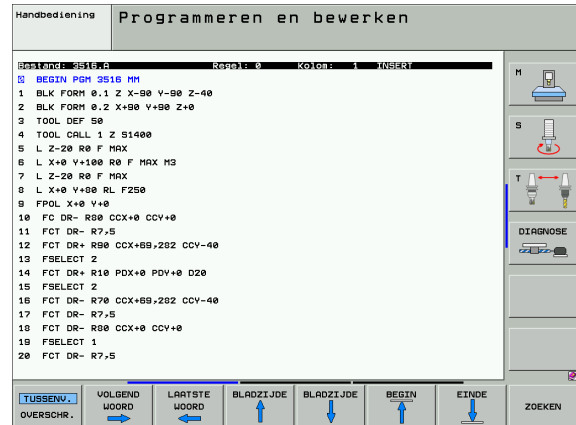 Handbediening
Programmeren en bewerken
Bestand: 3516.A Regel: 0 Kolom: 1 INSERT
0 BEGIN PGM 3516 MM
1 BLK FORM 0.1 Z X-90 Y-90 Z-40
2 BLK FORM 0.2 X+90 Y+90 Z+0
3 TOOL DEF 50
4 TOOL CALL 1 Z S1400
5 L Z-20 R0 F MAX
6 L X+0 Y+100 R0 F MAX M3
7 L Z-20 R0 F MAX
8 L X+0 Y+80 RL F250
9 FPOL X+0 Y+0
10 FC DR- R80 CCX+0 CCY+0
11 FCT DR- R7,5
12 FCT DR+ R90 CCX+69,282 CCY-40
13 FSELECT 2
14 FCT DR+ R10 PDX+0 PDY+0 D20
15 FSELECT 2
16 FCT DR- R70 CCX+69,282 CCY-40
17 FCT DR- R7,5
18 FCT DR- R80 CCX+0 CCY+0
19 FSELECT 1
20 FCT DR- R7,5
M
S
T
DIAGNOSE
TUSSENV.
OVERSCHR.
VOLGEND
WOORD
LAATSTE
WOORD
BLADZIJDE
BLADZIJDE
BEGIN
EINDE
ZOEKEN